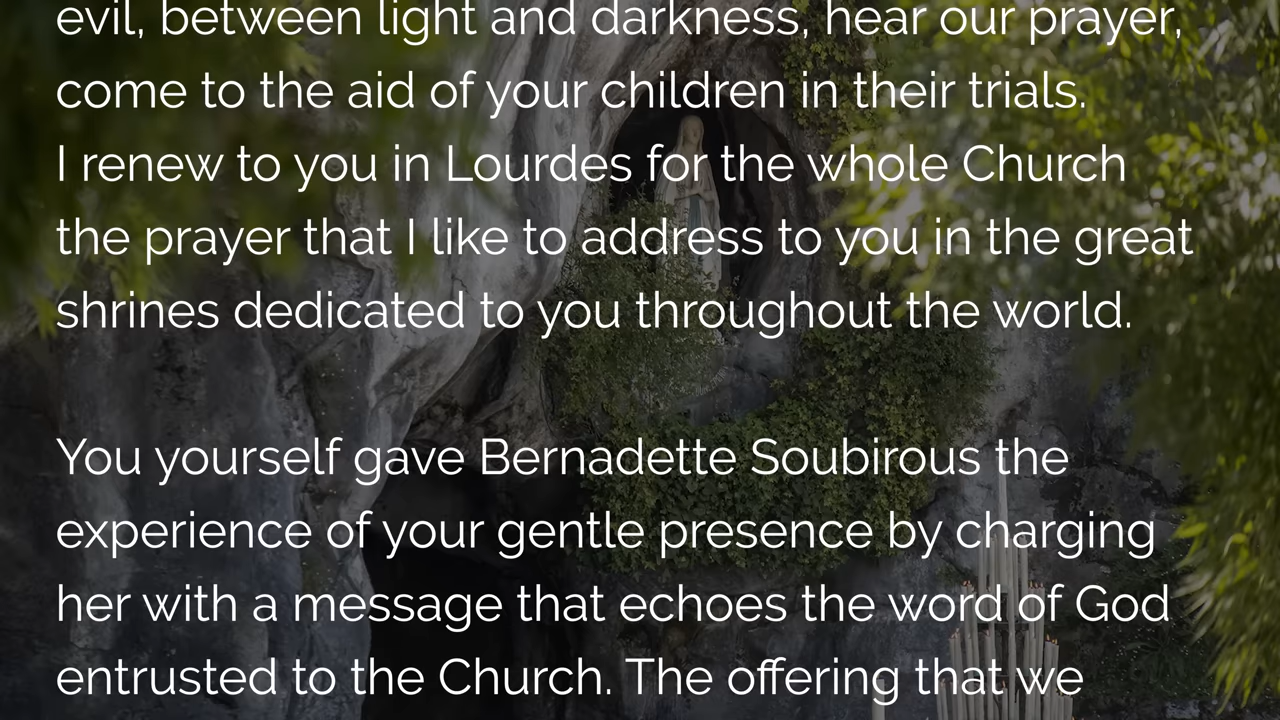 evil, between light and darkness, hear our prayer,
come to the aid of your children in their trials.
I renew to you in Lourdes for the whole Church
the prayer that I like to address to you in the great
shrines dedicated to you throughout the world.
You yourself gave Bernadette Soubirous the
experience of your gentle presence by charging
her with a message that echoes the word of God
entrusted to the Church. The offering that we